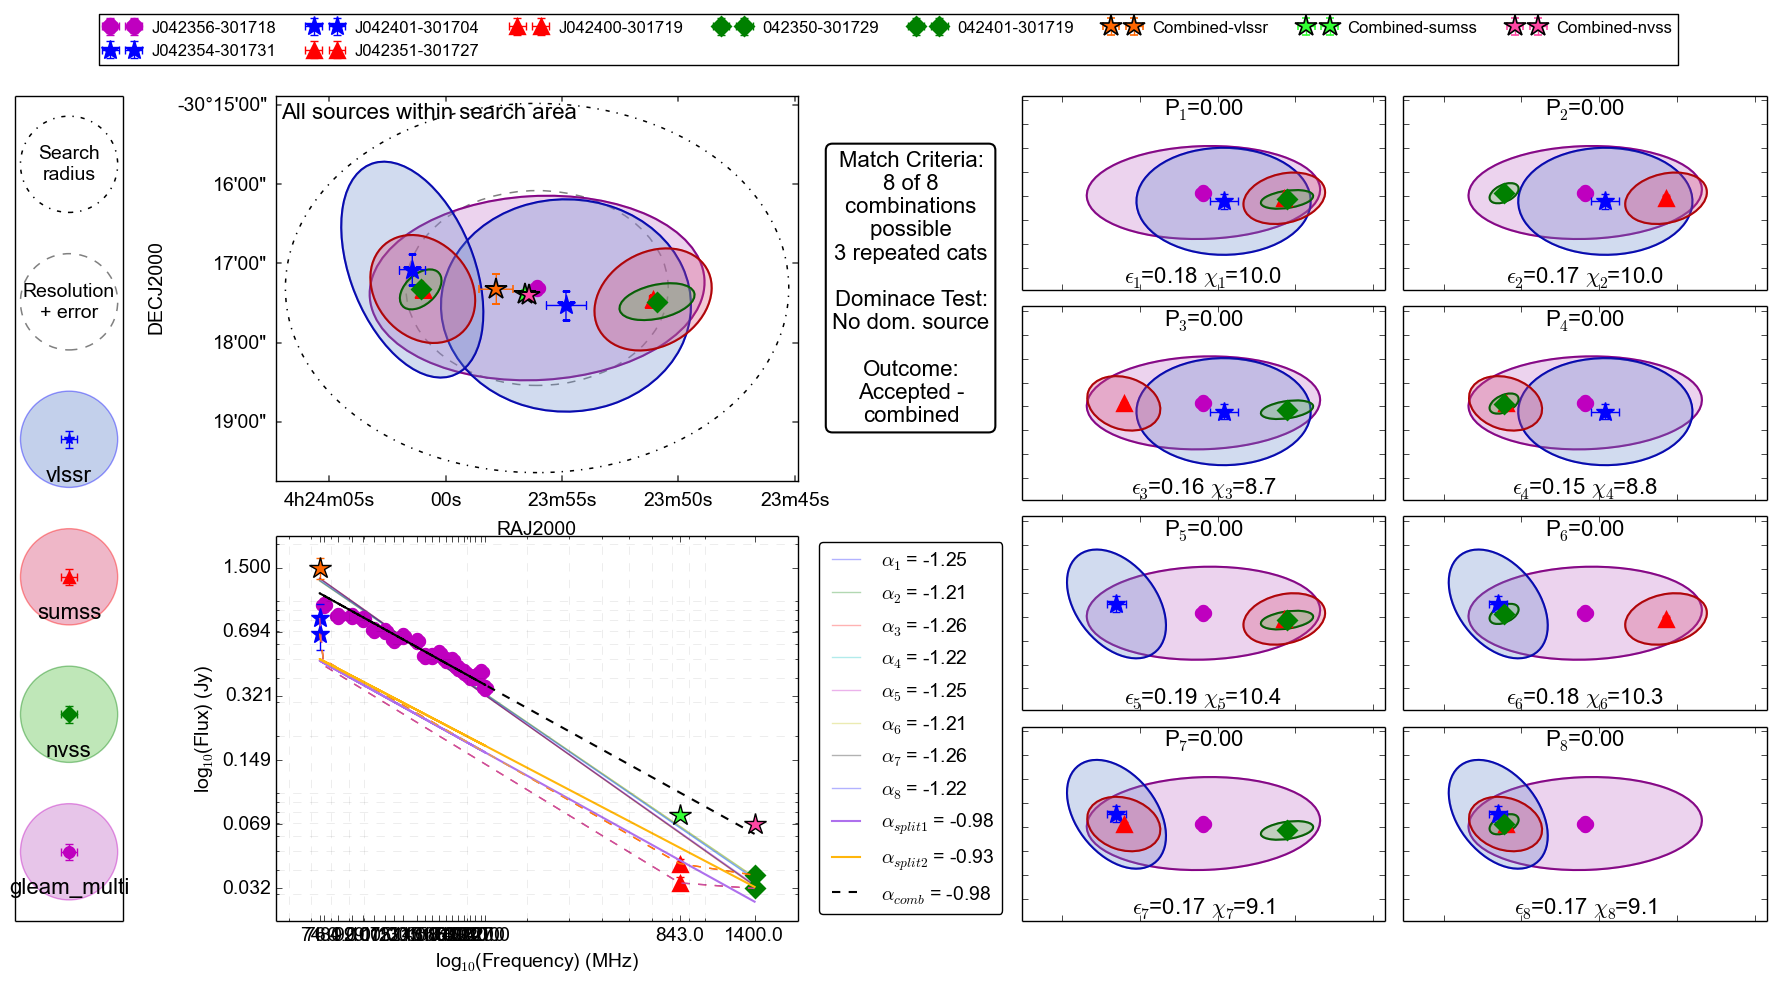 J042356-301718 J042401-301704 J042400-301719 042350-301729 042401-301719 Combined-vlssr Combined-sumss Combined-nvss
J042354-301731 J042351-301727
Search
radius
Resolution
+ error
vlssr
sumss
nvss
gleam_multi
All sources within search area
-30°15'00"
16'00"
17'00"
18'00"
19'00"
DECJ2000
4h24m05s 00s 23m55s 23m50s 23m45s
RAJ2000
Match Criteria:
8 of 8
combinations
possible
3 repeated cats
Dominace Test:
No dom. source
Outcome:
Accepted -
combined
1.500
0.694
0.321
0.149
0.069
0.032
log10(Flux) (Jy)
843.0 1400.0
log10(Frequency) (MHz)
α1 = -1.25
α2 = -1.21
α3 = -1.26
α4 = -1.22
α5 = -1.25
α6 = -1.21
α7 = -1.26
α8 = -1.22
αsplit1 = -0.98
αsplit2 = -0.93
αcomb = -0.98
P1=0.00
ϵ1=0.18 χ1=10.0
P2=0.00
ϵ2=0.17 χ2=10.0
P3=0.00
ϵ3=0.16 χ3=8.7
P4=0.00
ϵ4=0.15 χ4=8.8
P5=0.00
ϵ5=0.19 χ5=10.4
P6=0.00
ϵ6=0.18 χ6=10.3
P7=0.00
ϵ7=0.17 χ7=9.1
P8=0.00
ϵ8=0.17 χ8=9.1